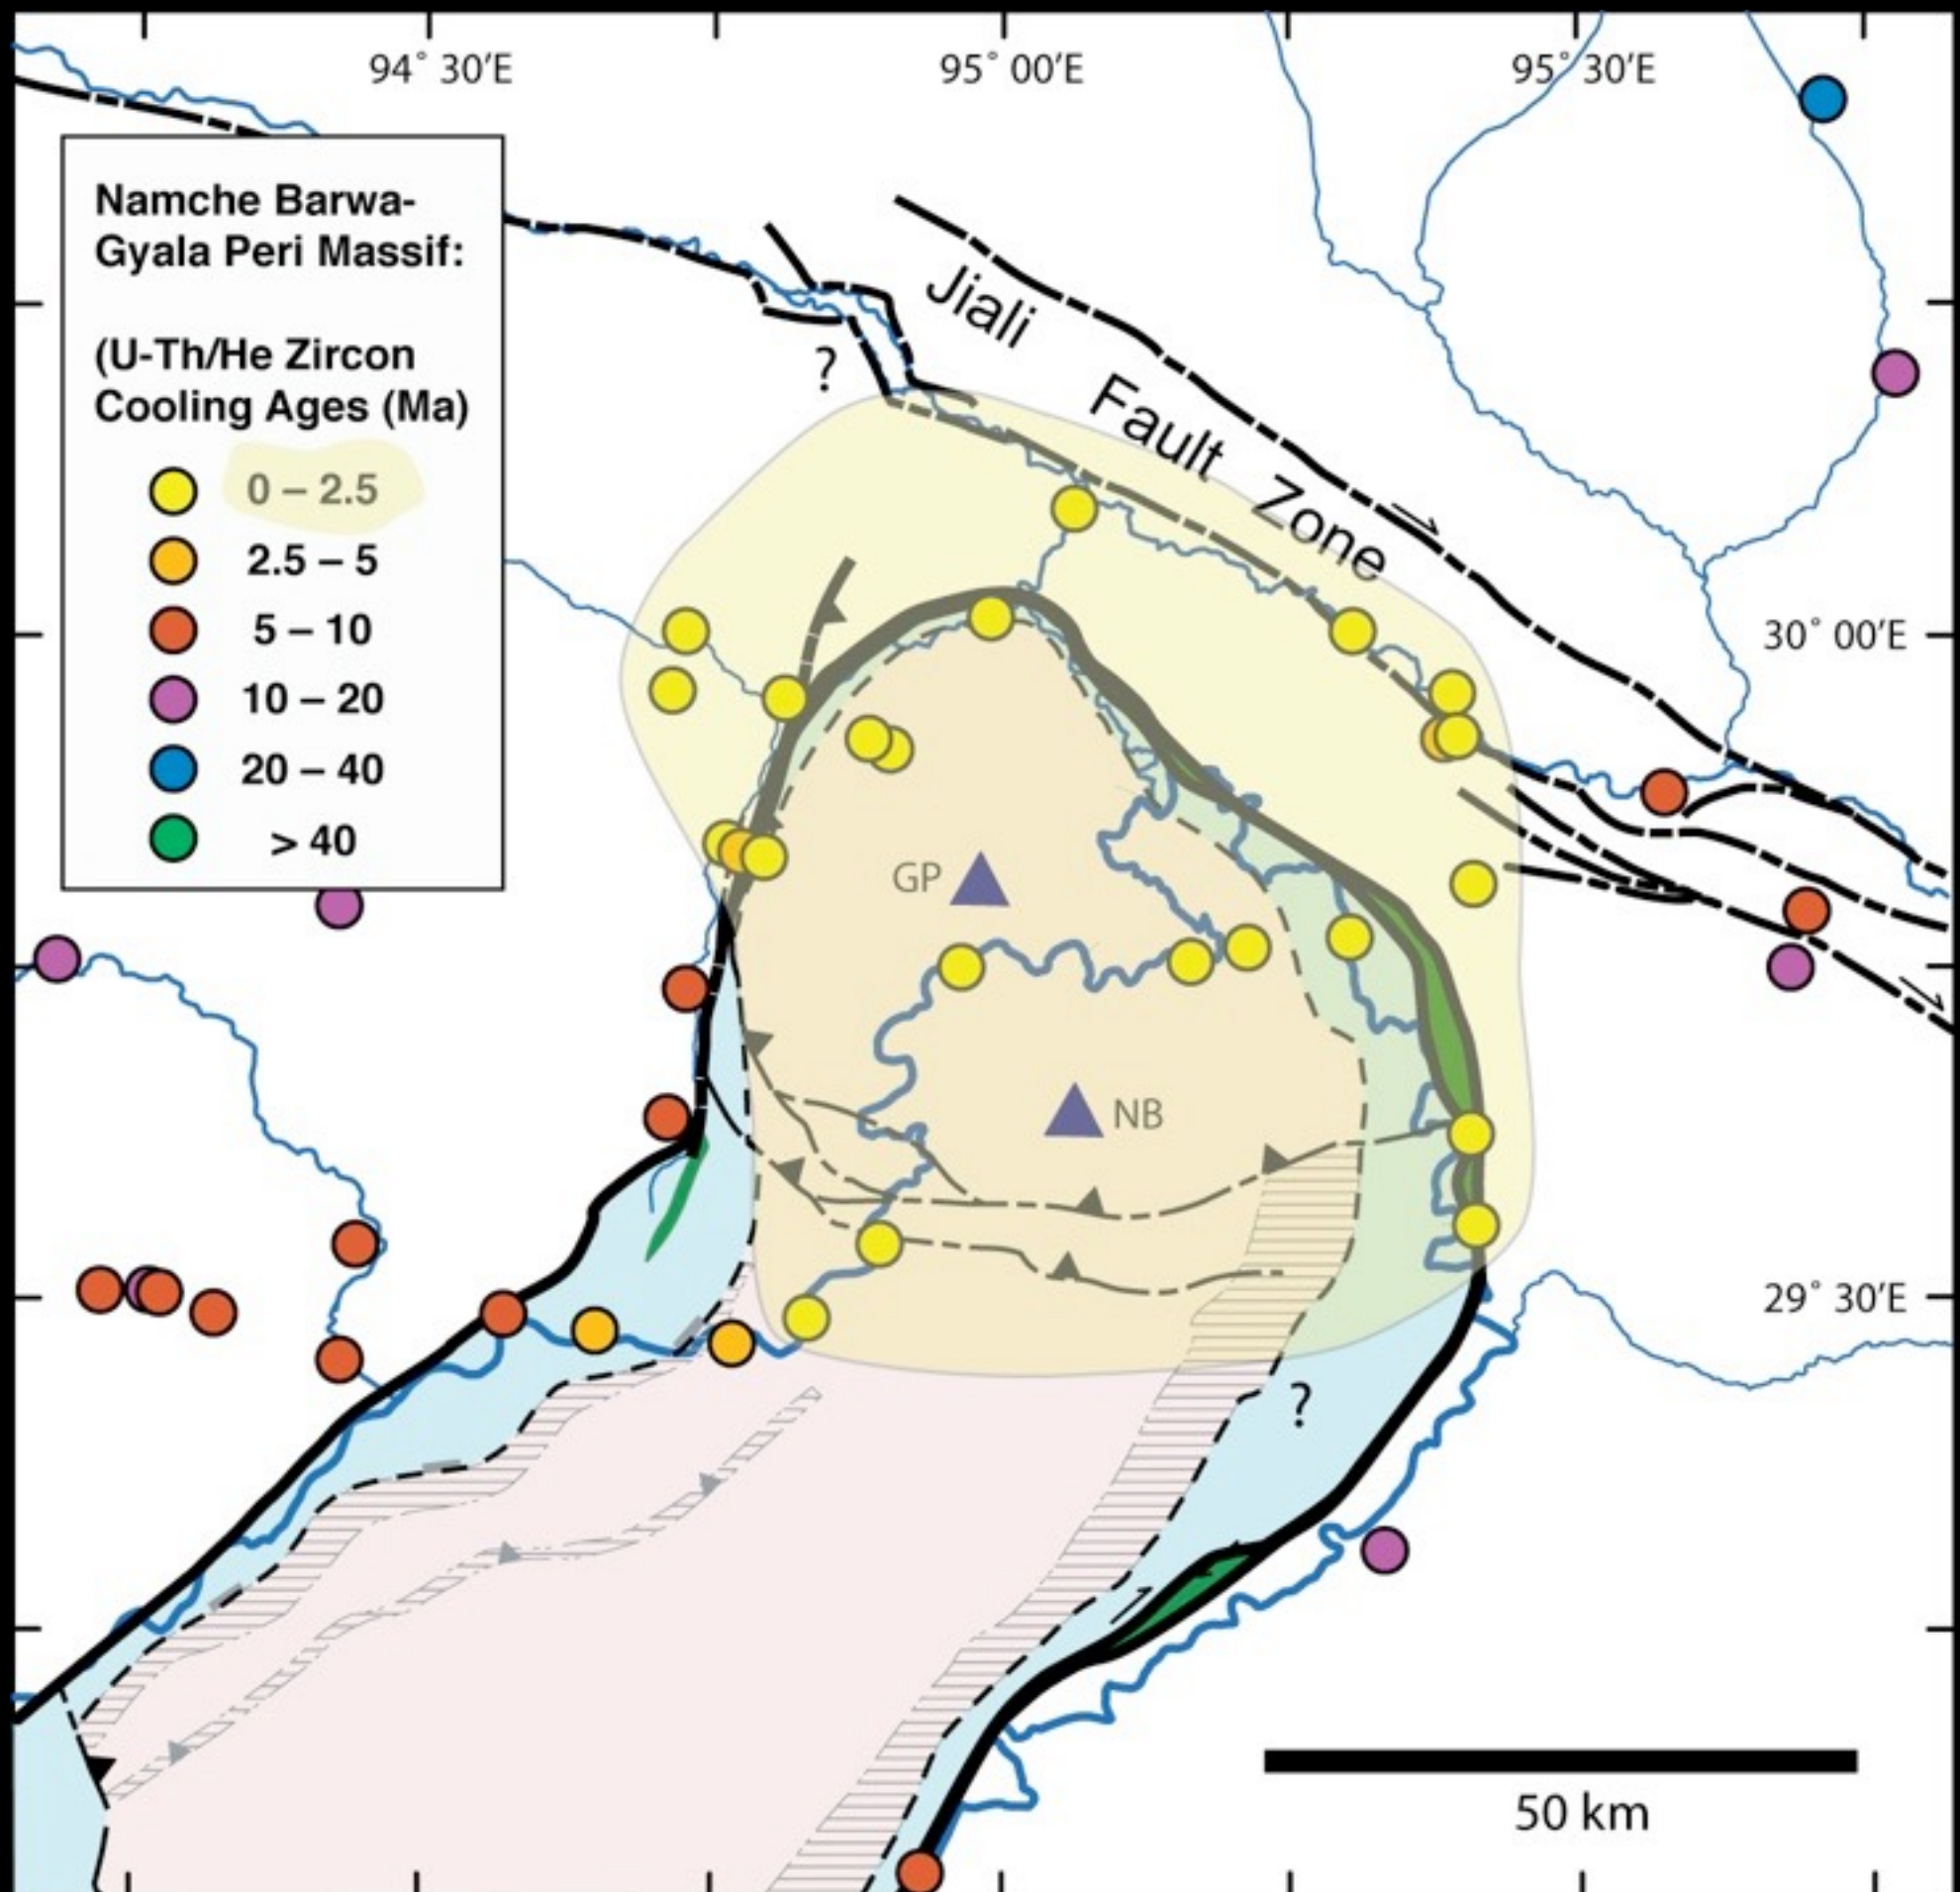 94° 30′E
95° 00′E
95° 30′E
Namche Barwa-
Gyala Peri Massif:
(U-Th/He Zircon
Cooling Ages (Ma)
0 – 2.5
2.5 – 5
5 – 10
10 – 20
20 – 40
> 40
Jiali
Fault
Zone
?
30° 00′E
GP
NB
29° 30′E
?
50 km